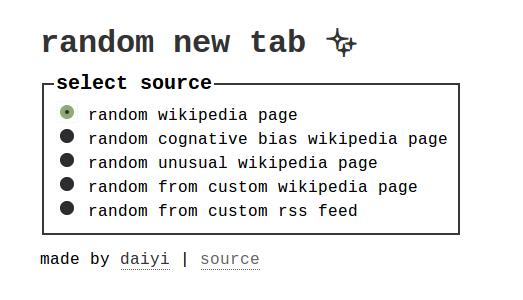 random new tab
select source
random wikipedia page
random cognative bias wikipedia page
random unusual wikipedia page
random from custom wikipedia page
random from custom rss feed
made by daiyi | source